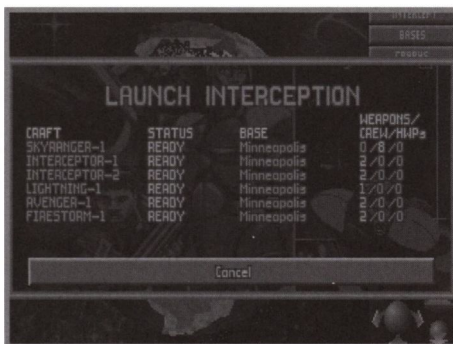 INTERCEPT
BASES
LAUNCH INTERCEPTION
WEAPONS/
CRAFT STATUS BASE CREW/HWPs
SKYRANGER-1 READY Minneapolis 0/8/0
INTERCEPTOR-1 READY Minneapolis 2/0/0
INTERCEPTOR-2 READY Minneapolis 2/0/0
LIGHTNING-1 READY Minneapolis 1/0/0
AVENGER-1 READY Minneapolis 2/0/0
FIRESTORM-1 READY Minneapolis 2/0/0
Cancel